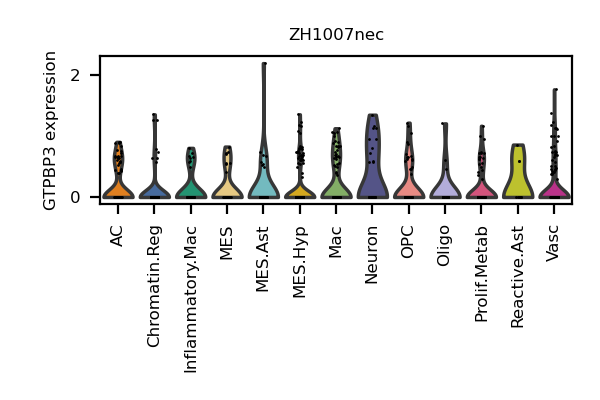 ZH1007nec
GTPBP3 expression
2
0
AC
Chromatin.Reg
Inflammatory.Mac
MES
MES.Ast
MES.Hyp
Mac
Neuron
OPC
Oligo
Prolif.Metab
Reactive.Ast
Vasc